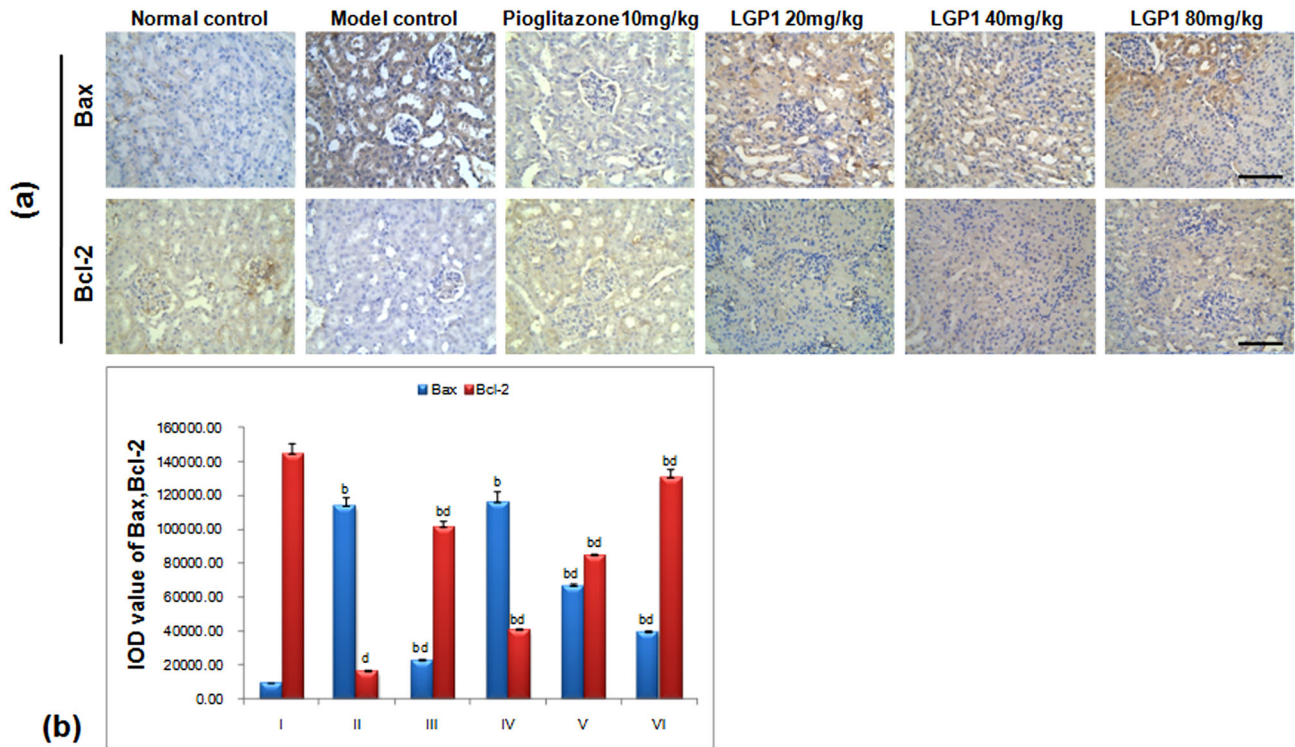 Normal control Model control Pioglitazone 10mg/kg LGP1 20mg/kg LGP1 40mg/kg LGP1 80mg/kg
(a)
Bax
Bcl-2
Bax Bcl-2
IOD value of Bax,Bcl-2
160000.00
140000.00
120000.00
100000.00
80000.00
60000.00
40000.00
20000.00
0.00
b
d
bd
bd
b
bd
bd
bd
bd
bd
I II III IV V VI
(b)